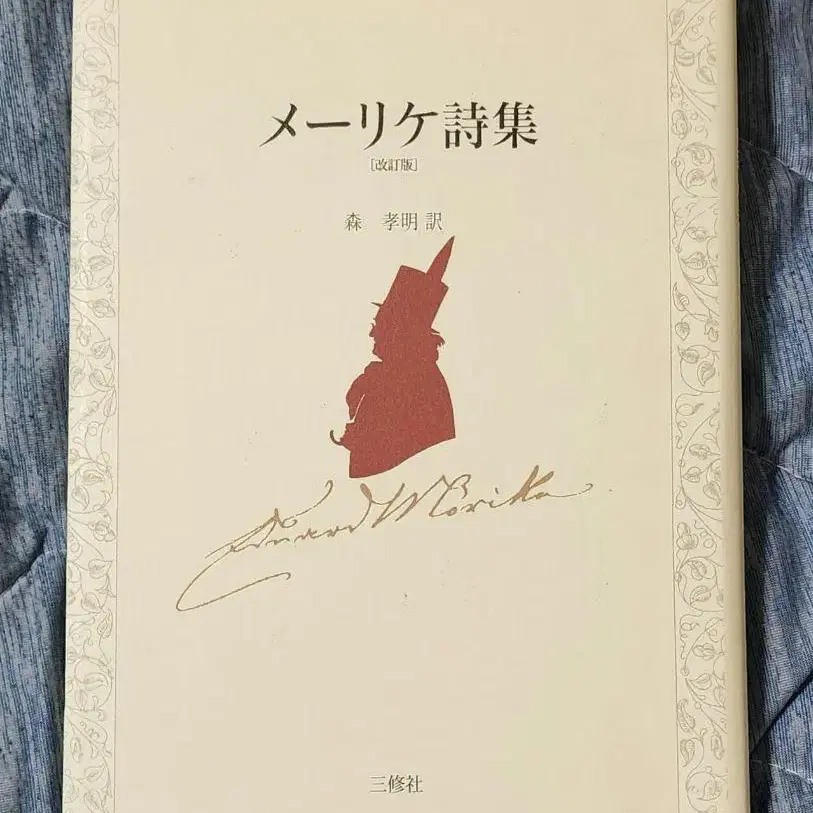 メーリケ詩集
[改訂版]
森 孝明 訳
Eduard Mörike
三修社